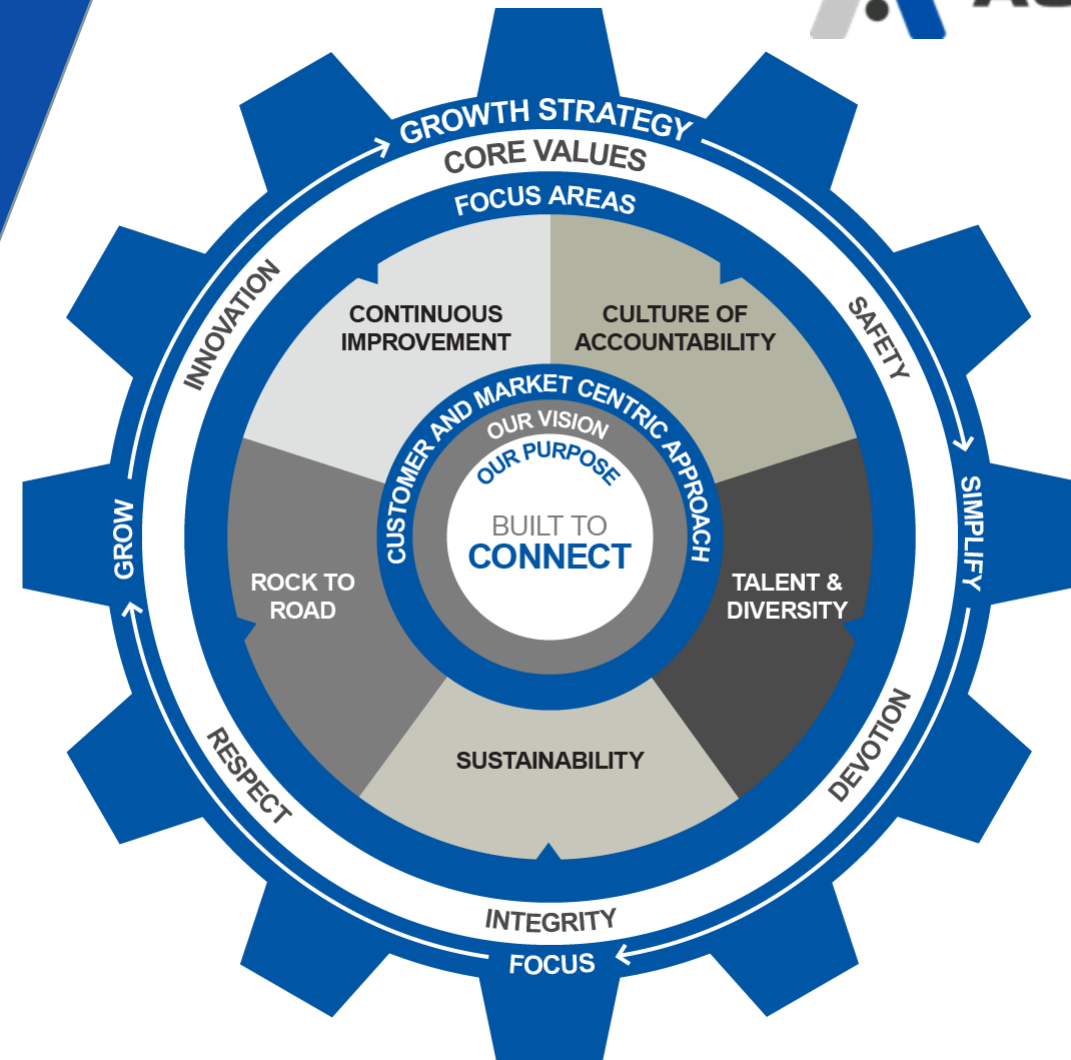 GROWTH STRATEGY
CORE VALUES
FOCUS AREAS
INNOVATION
SAFETY
CONTINUOUS
IMPROVEMENT
CULTURE OF
ACCOUNTABILITY
CUSTOMER AND MARKET CENTRIC APPROACH
OUR VISION
OUR PURPOSE
BUILT TO
CONNECT
GROW
SIMPLIFY
ROCK TO
ROAD
TALENT &
DIVERSITY
SUSTAINABILITY
RESPECT
DEVOTION
INTEGRITY
FOCUS